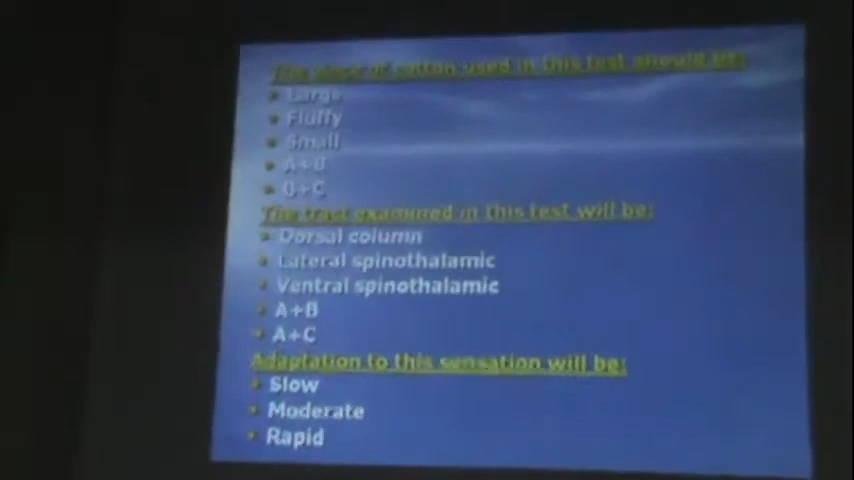 The piece of cotton used in this test should be:
Large
Fluffy
Small
A+B
B+C
The tract examined in this test will be:
Dorsal column
Lateral spinothalamic
Ventral spinothalamic
A+B
A+C
Adaptation to this sensation will be:
Slow
Moderate
Rapid